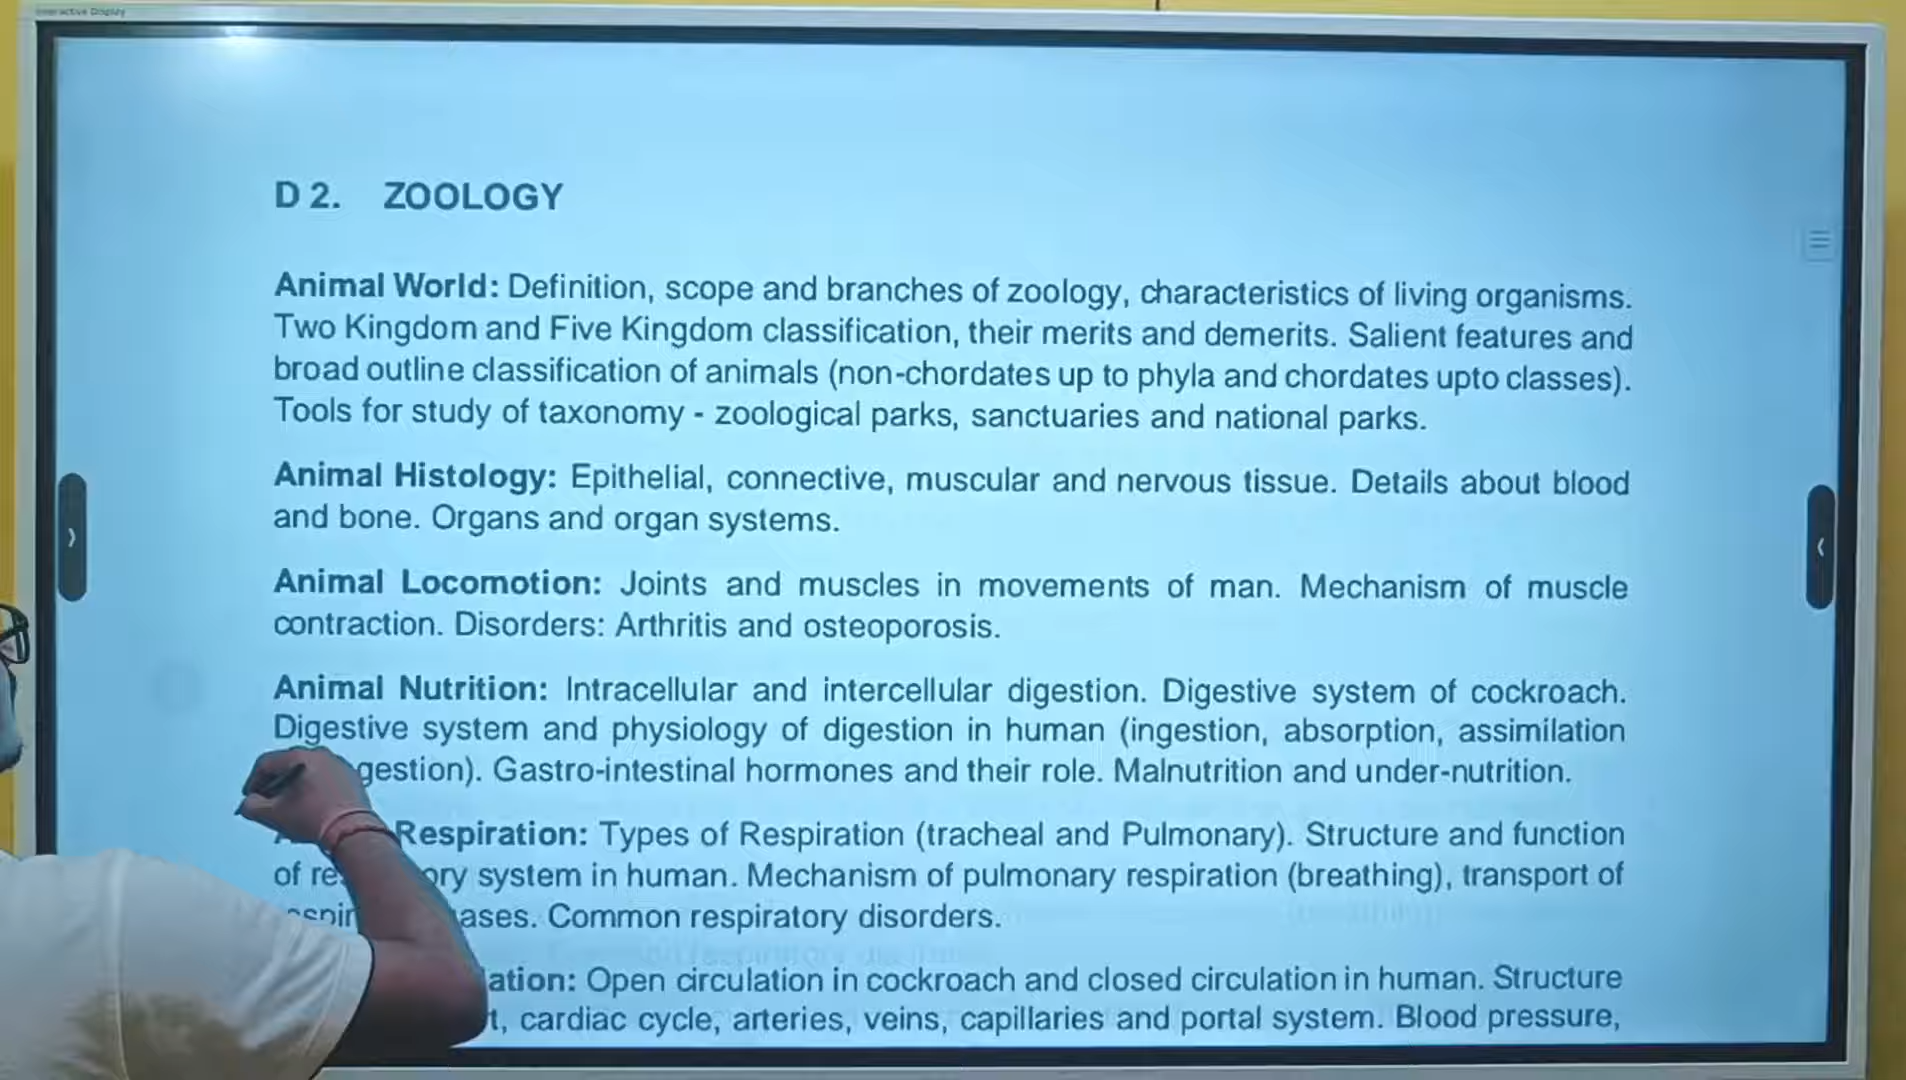 Interactive Display
D 2. ZOOLOGY
Animal World: Definition, scope and branches of zoology, characteristics of living organisms.
Two Kingdom and Five Kingdom classification, their merits and demerits. Salient features and
broad outline classification of animals (non-chordates up to phyla and chordates upto classes).
Tools for study of taxonomy - zoological parks, sanctuaries and national parks.
Animal Histology: Epithelial, connective, muscular and nervous tissue. Details about blood
and bone. Organs and organ systems.
Animal Locomotion: Joints and muscles in movements of man. Mechanism of muscle
contraction. Disorders: Arthritis and osteoporosis.
Animal Nutrition: Intracellular and intercellular digestion. Digestive system of cockroach.
Digestive system and physiology of digestion in human (ingestion, absorption, assimilation
gestion). Gastro-intestinal hormones and their role. Malnutrition and under-nutrition.
Respiration: Types of Respiration (tracheal and Pulmonary). Structure and function
of system in human. Mechanism of pulmonary respiration (breathing), transport of
ases. Common respiratory disorders.
ation: Open circulation in cockroach and closed circulation in human. Structure
t, cardiac cycle, arteries, veins, capillaries and portal system. Blood pressure,